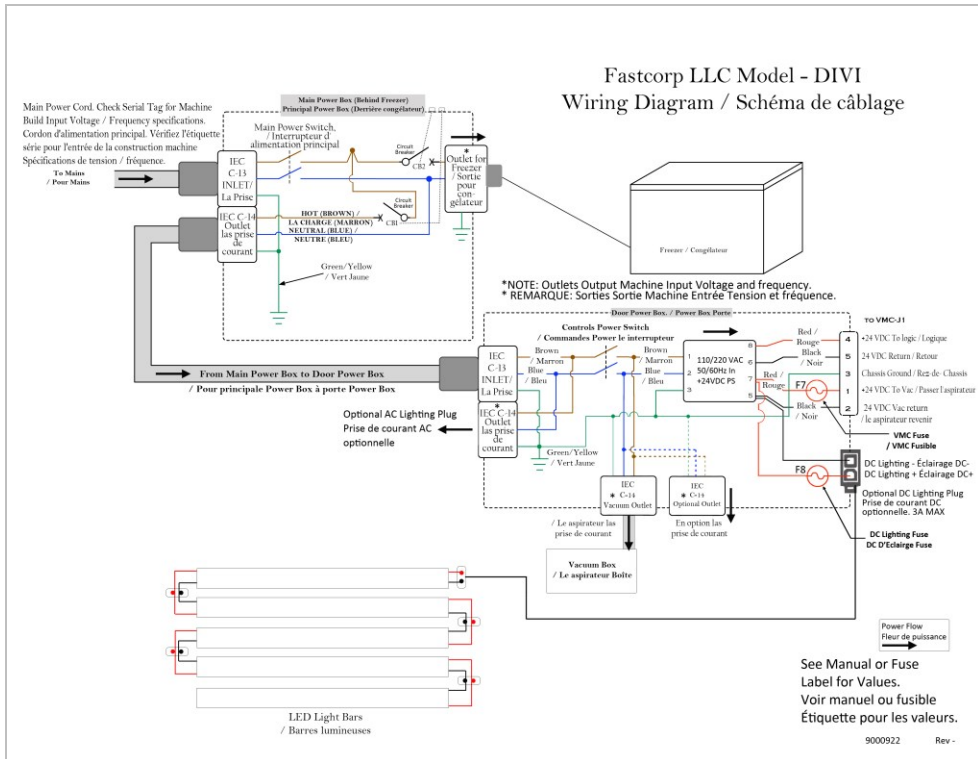 Fastcorp LLC Model - DIVI
Wiring Diagram / Schéma de câblage
Main Power Cord. Check Serial Tag for Machine
Build Input Voltage / Frequency specifications.
Cordon d'alimentation principal. Vérifiez l'étiquette
série pour l'entrée de la construction machine
Spécifications de tension / fréquence.
To Mains
/ Pour Mains
Main Power Box (Behind Freezer)
Principal Power Box (Derrière congélateur)
Main Power Switch,
/ Interrupteur d'
alimentation principal
Circuit
Breaker
CB2
IEC
C-13
INLET/
La Prise
*
Outlet for
Freezer
/ Sortie
pour
con-
gélateur
Circuit
Breaker
CB1
IEC C-14
Outlet
las prise
de
courant
HOT (BROWN) /
LA CHARGE (MARRON)
NEUTRAL (BLUE) /
NEUTRE (BLEU)
Green/Yellow
/ Vert Jaune
Freezer / Congélateur
*NOTE: Outlets Output Machine Input Voltage and frequency.
* REMARQUE: Sorties Sortie Machine Entrée Tension et fréquence.
Door Power Box. / Power Box Porte
From Main Power Box to Door Power Box
/ Pour principale Power Box à porte Power Box
Controls Power Switch
/ Commandes Power le interrupteur
IEC
C-13
INLET/
La Prise
Brown
/ Marron
Blue
/ Bleu
Brown
/ Marron
Blue
/ Bleu
1
2
3
110/220 VAC
50/60Hz In
+24VDC PS
8
6
7
5
Red /
Rouge
Black
/ Noir
Red /
Rouge
F7
Black
/ Noir
TO VMC-J1
4
+24 VDC To logic / Logique
5
24 VDC Return / Retour
3
Chassis Ground / Rez-de- Chassis
1
+24 VDC To Vac / Passer l'aspirateur
2
24 VDC Vac return
/ le aspirateur revenir
VMC Fuse
/ VMC Fusible
Optional AC Lighting Plug
Prise de courant AC
optionnelle
*
IEC C-14
Outlet
las prise
de
courant
Green/Yellow
/ Vert Jaune
IEC
* C-14
Vacuum Outlet
IEC
* C-14
Optional Outlet
/ Le aspirateur las
prise de courant
En option las
prise de courant
Vacuum Box
/ Le aspirateur Boîte
F8
DC Lighting - Éclairage DC-
DC Lighting + Éclairage DC+
Optional DC Lighting Plug
Prise de courant DC
optionnelle. 3A MAX
DC Lighting Fuse
DC D'Eclairge Fuse
LED Light Bars
/ Barres lumineuses
Power Flow
Fleur de puissance
See Manual or Fuse
Label for Values.
Voir manuel ou fusible
Étiquette pour les valeurs.
9000922 Rev -